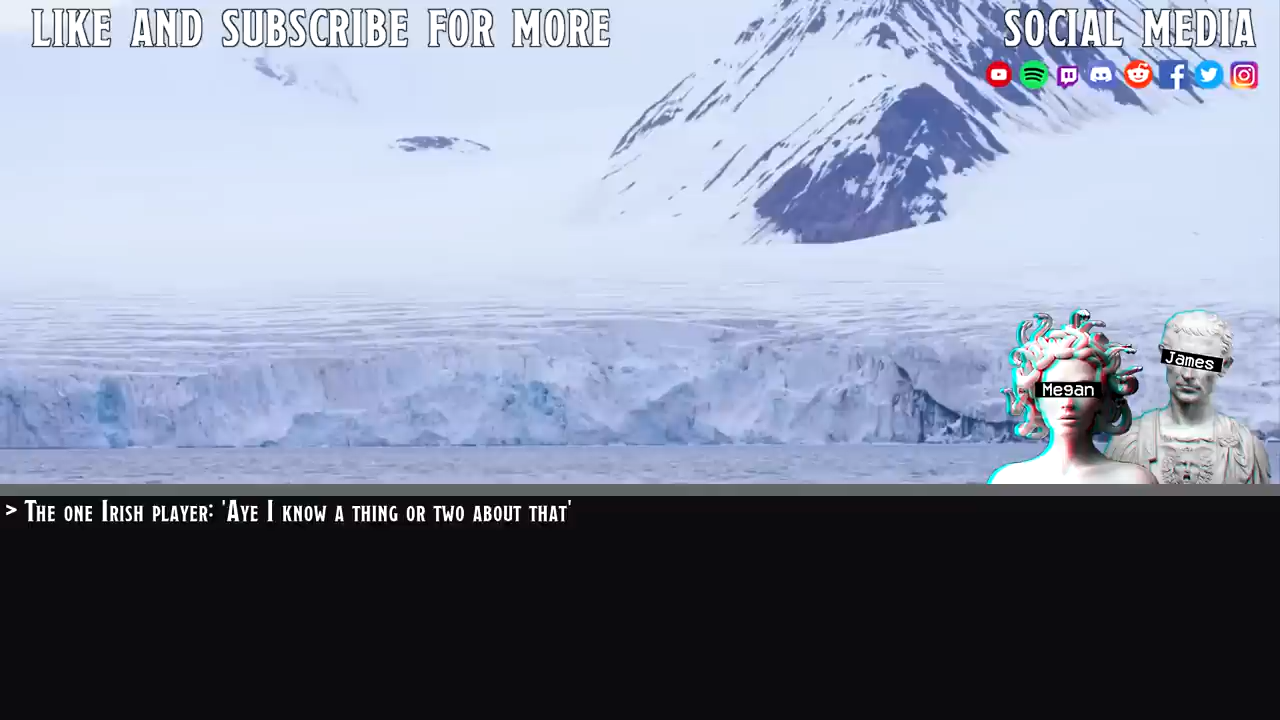 LIKE AND SUBSCRIBE FOR MORE
SOCIAL MEDIA
James
Megan
> The one Irish player: 'Aye I know a thing or two about that'